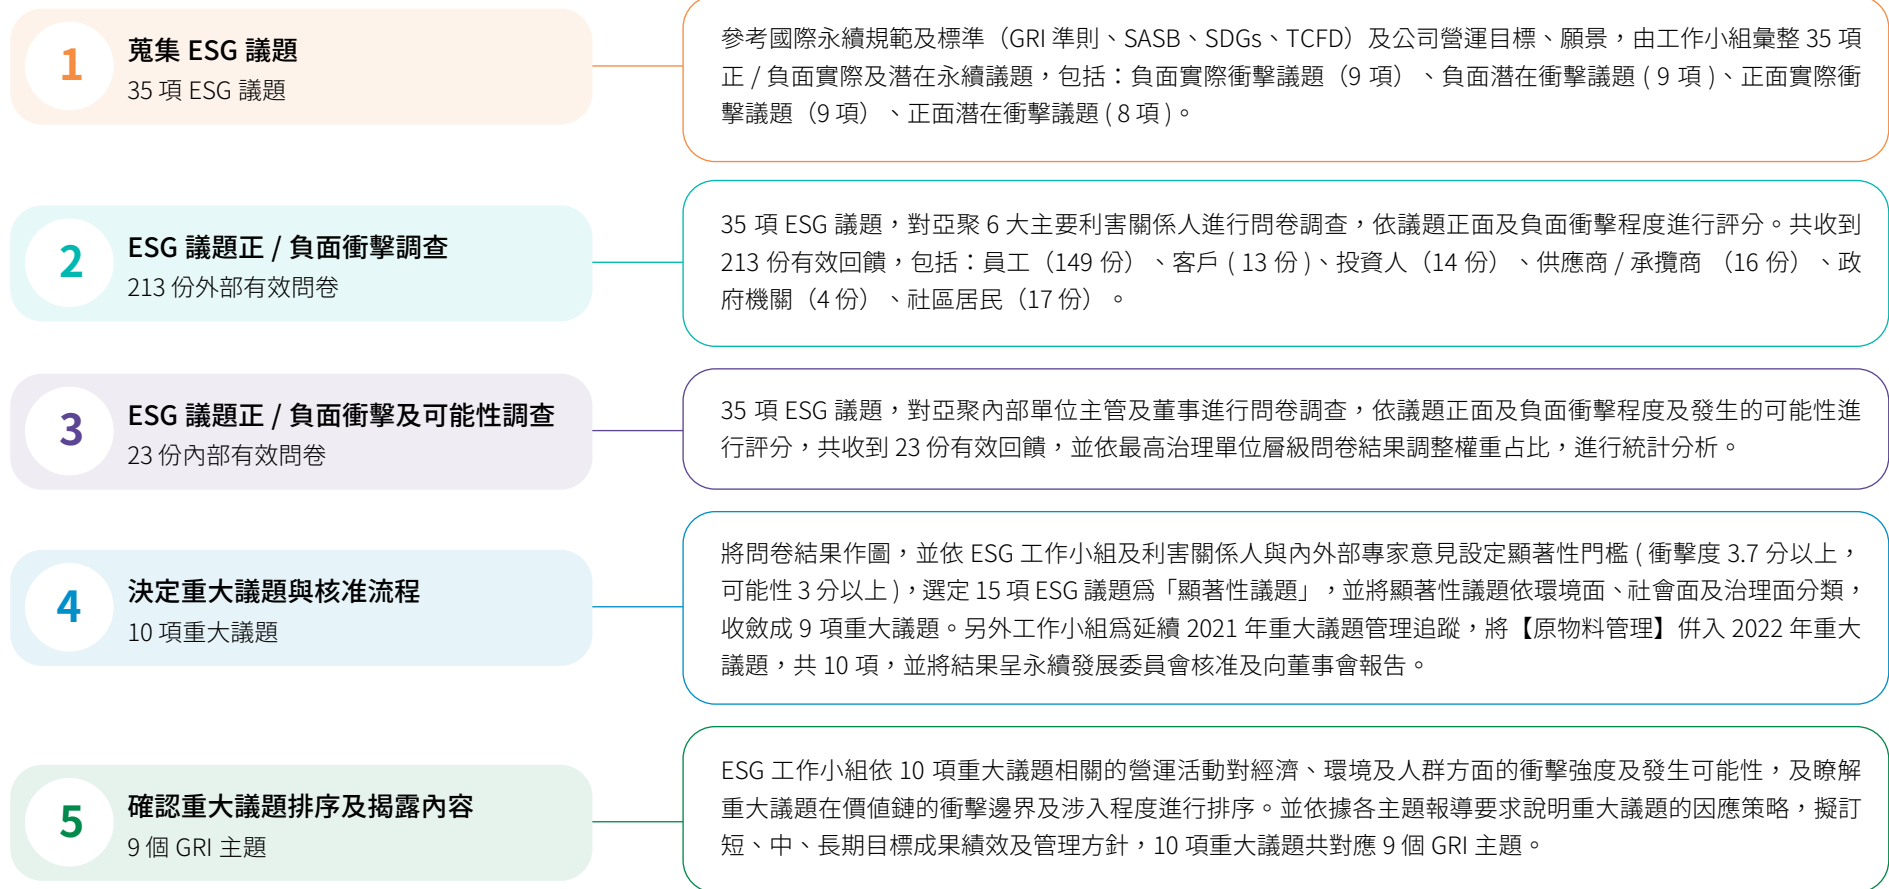 1
蒐集 ESG 議題
35 項 ESG 議題
參考國際永續規範及標準（GRI 準則、SASB、SDGs、TCFD）及公司營運目標、願景，由工作小組彙整 35 項
正 / 負面實際及潛在永續議題，包括：負面實際衝擊議題（9 項）、負面潛在衝擊議題 ( 9 項 )、正面實際衝
擊議題（9 項）、正面潛在衝擊議題 ( 8 項 )。
2
ESG 議題正 / 負面衝擊調查
213 份外部有效問卷
35 項 ESG 議題，對亞聚 6 大主要利害關係人進行問卷調查，依議題正面及負面衝擊程度進行評分。共收到
213 份有效回饋，包括：員工（149 份）、客戶 ( 13 份 )、投資人（14 份）、供應商 / 承攬商 （16 份）、政
府機關（4 份）、社區居民（17 份）。
3
ESG 議題正 / 負面衝擊及可能性調查
23 份內部有效問卷
35 項 ESG 議題，對亞聚內部單位主管及董事進行問卷調查，依議題正面及負面衝擊程度及發生的可能性進
行評分，共收到 23 份有效回饋，並依最高治理單位層級問卷結果調整權重占比，進行統計分析。
4
決定重大議題與核准流程
10 項重大議題
將問卷結果作圖，並依 ESG 工作小組及利害關係人與內外部專家意見設定顯著性門檻 ( 衝擊度 3.7 分以上，
可能性 3 分以上 )，選定 15 項 ESG 議題為「顯著性議題」，並將顯著性議題依環境面、社會面及治理面分類，
收斂成 9 項重大議題。另外工作小組為延續 2021 年重大議題管理追蹤，將【原物料管理】併入 2022 年重大
議題，共 10 項，並將結果呈永續發展委員會核准及向董事會報告。
5
確認重大議題排序及揭露內容
9 個 GRI 主題
ESG 工作小組依 10 項重大議題相關的營運活動對經濟、環境及人群方面的衝擊強度及發生可能性，及瞭解
重大議題在價值鏈的衝擊邊界及涉入程度進行排序。並依據各主題報導要求說明重大議題的因應策略，擬訂
短、中、長期目標成果績效及管理方針，10 項重大議題共對應 9 個 GRI 主題。